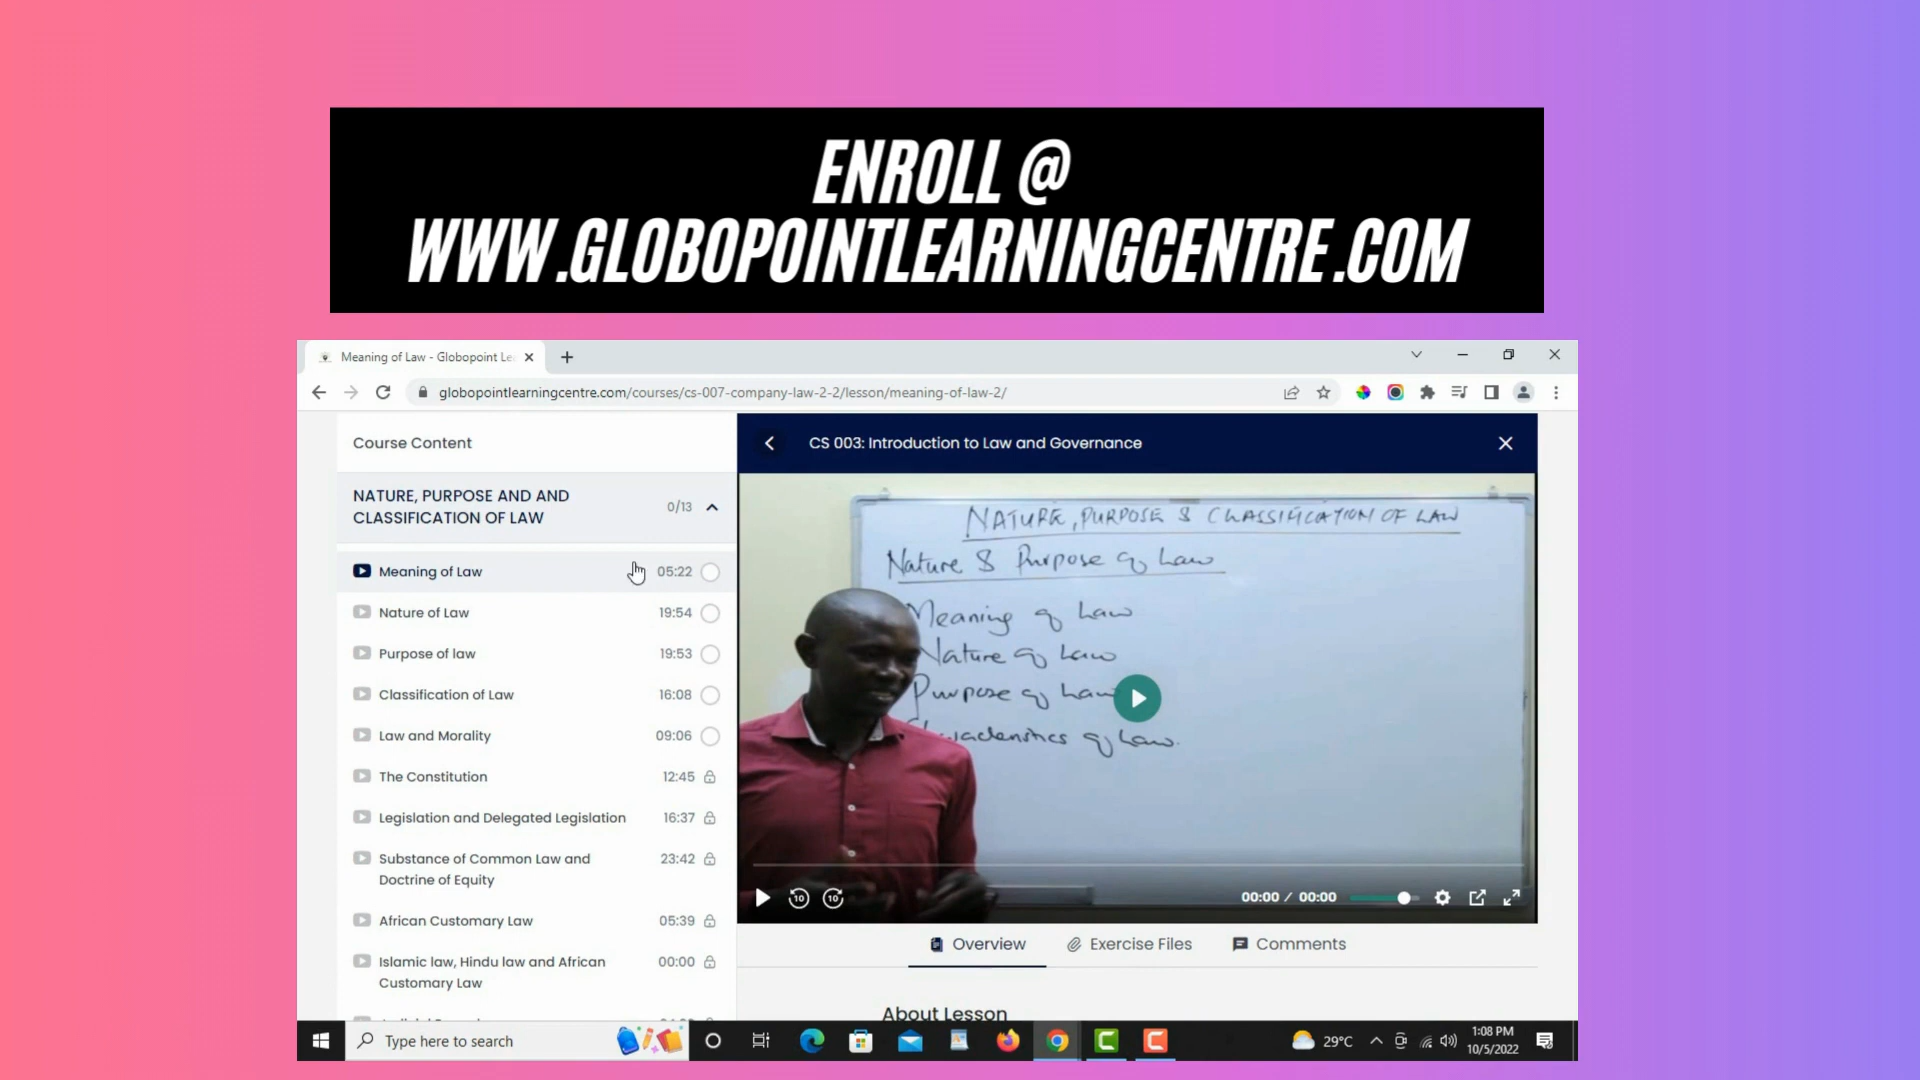 ENROLL @
WWW.GLOBOPOINTLEARNINGCENTRE.COM
Meaning of Law - Globopoint Le
globopointlearningcentre.com/courses/cs-007-company-law-2-2/lesson/meaning-of-law-2/
Course Content
NATURE, PURPOSE AND AND
CLASSIFICATION OF LAW
0/13
Meaning of Law 05:22
Nature of Law 19:54
Purpose of law 19:53
Classification of Law 16:08
Law and Morality 09:06
The Constitution 12:45
Legislation and Delegated Legislation 16:37
Substance of Common Law and 23:42
Doctrine of Equity
African Customary Law 05:39
Islamic law, Hindu law and African 00:00
Customary Law
CS 003: Introduction to Law and Governance
NATURE, PURPOSE & CLASSIFICATION OF LAW
Nature & Purpose of Law
Meaning of Law
Nature of Law
Purpose of Law
of Law.
10 10
00:00 / 00:00
Overview Exercise Files Comments
About Lesson
Type here to search
29°C
1:08 PM
10/5/2022